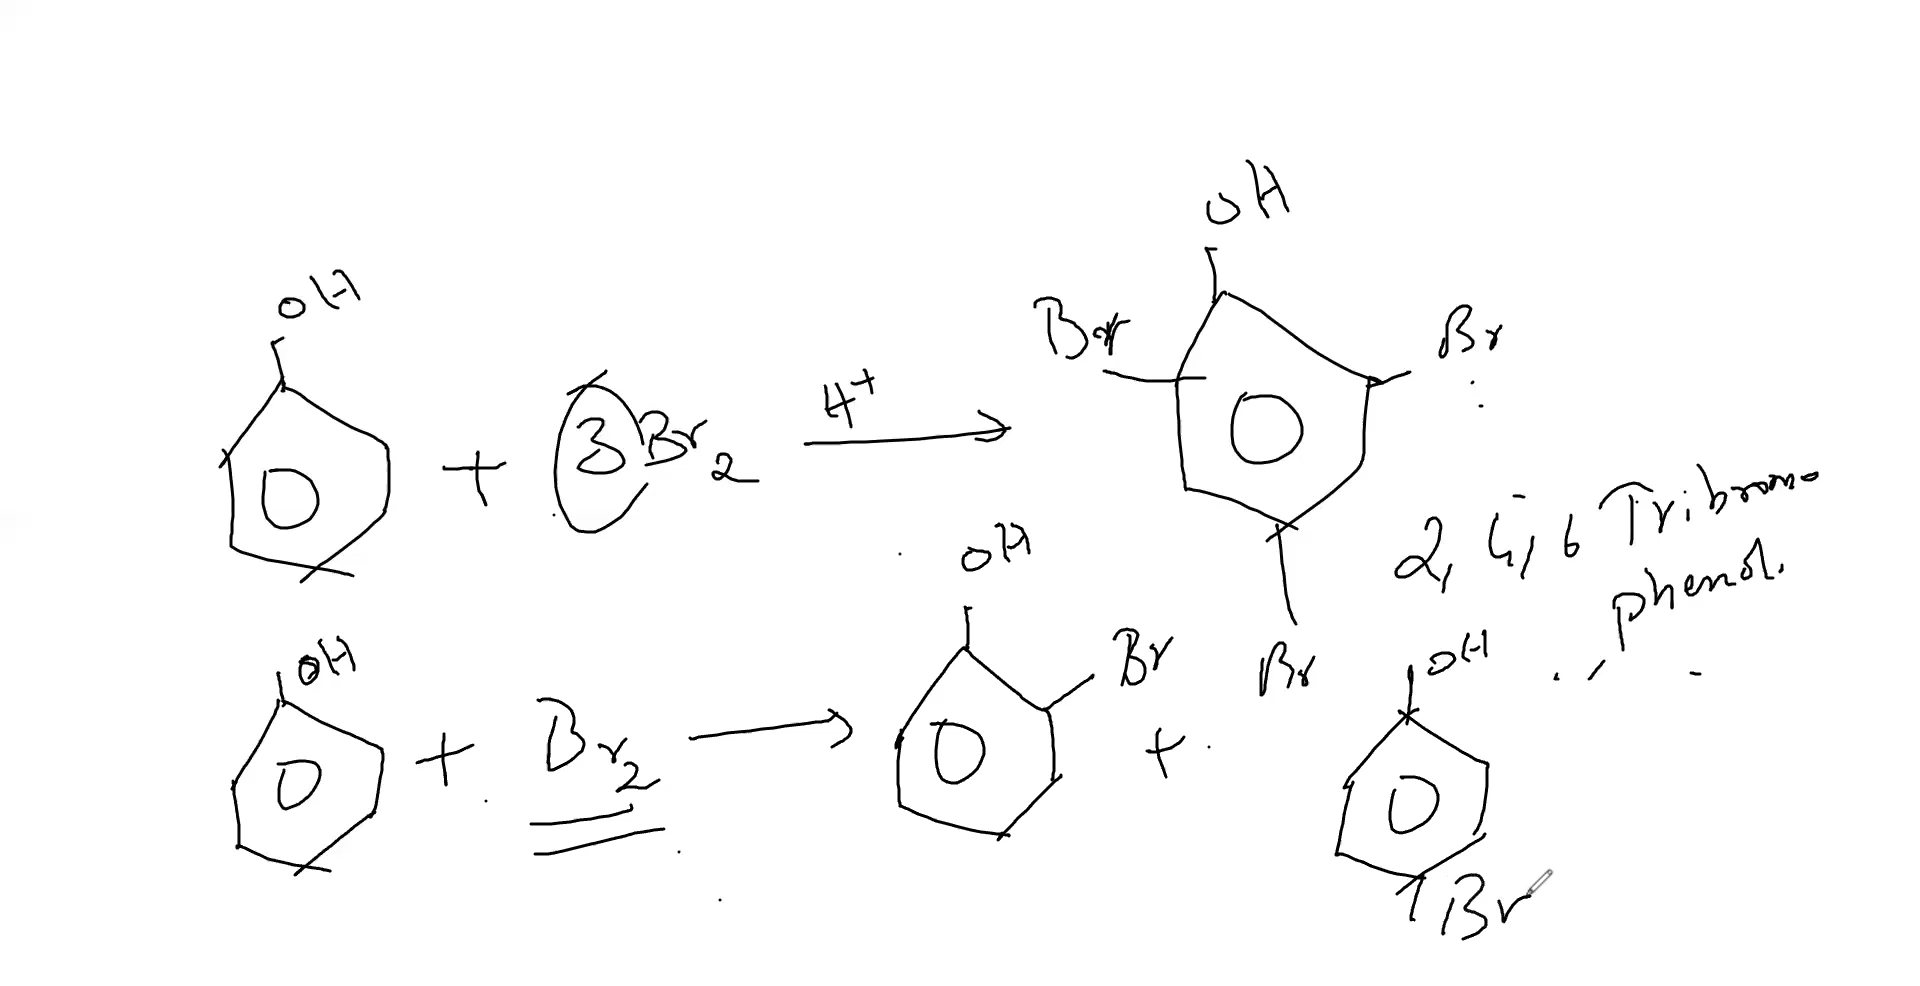 OH
Br
Br
OH
+ 3Br2
H+
2, 4, 6 Tribromo
phenol.
Br
OH
+ Br2
OH
Br
+
OH
Br